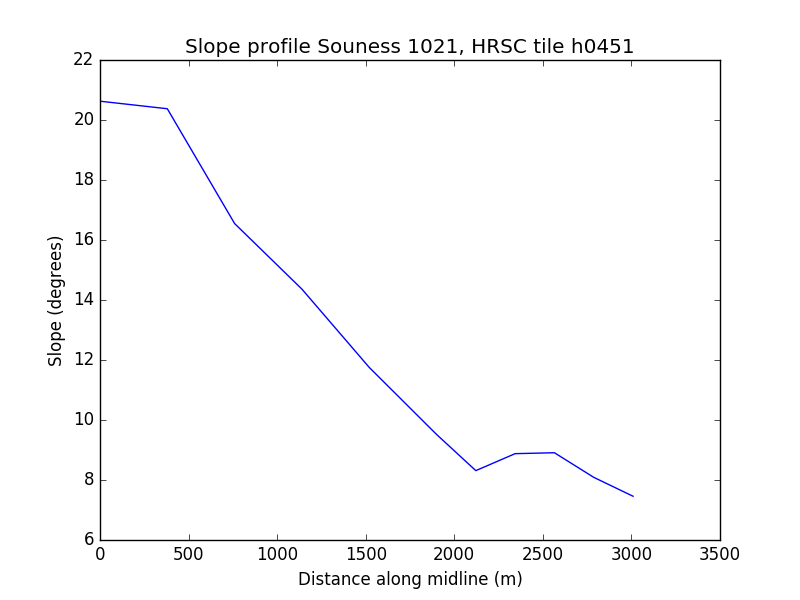 Slope profile Souness 1021, HRSC tile h0451
22
20
18
16
14
12
10
8
6
Slope (degrees)
0 500 1000 1500 2000 2500 3000 3500
Distance along midline (m)